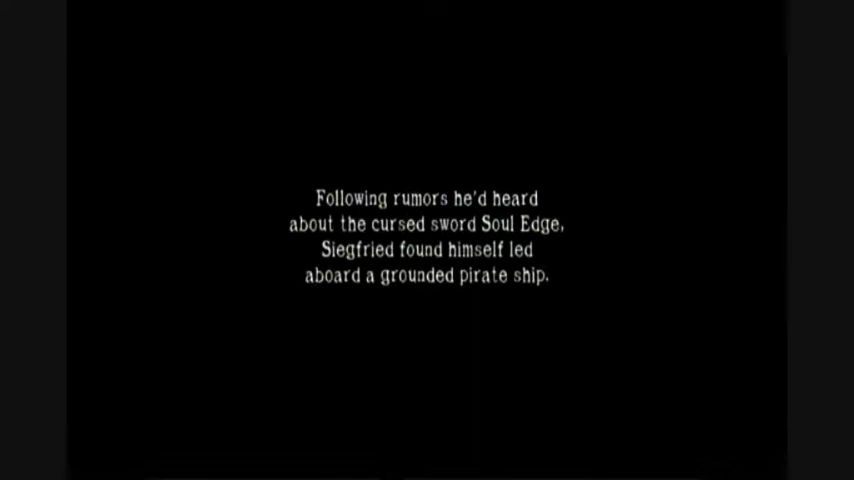 Following rumors he'd heard
about the cursed sword Soul Edge,
Siegfried found himself led
aboard a grounded pirate ship.